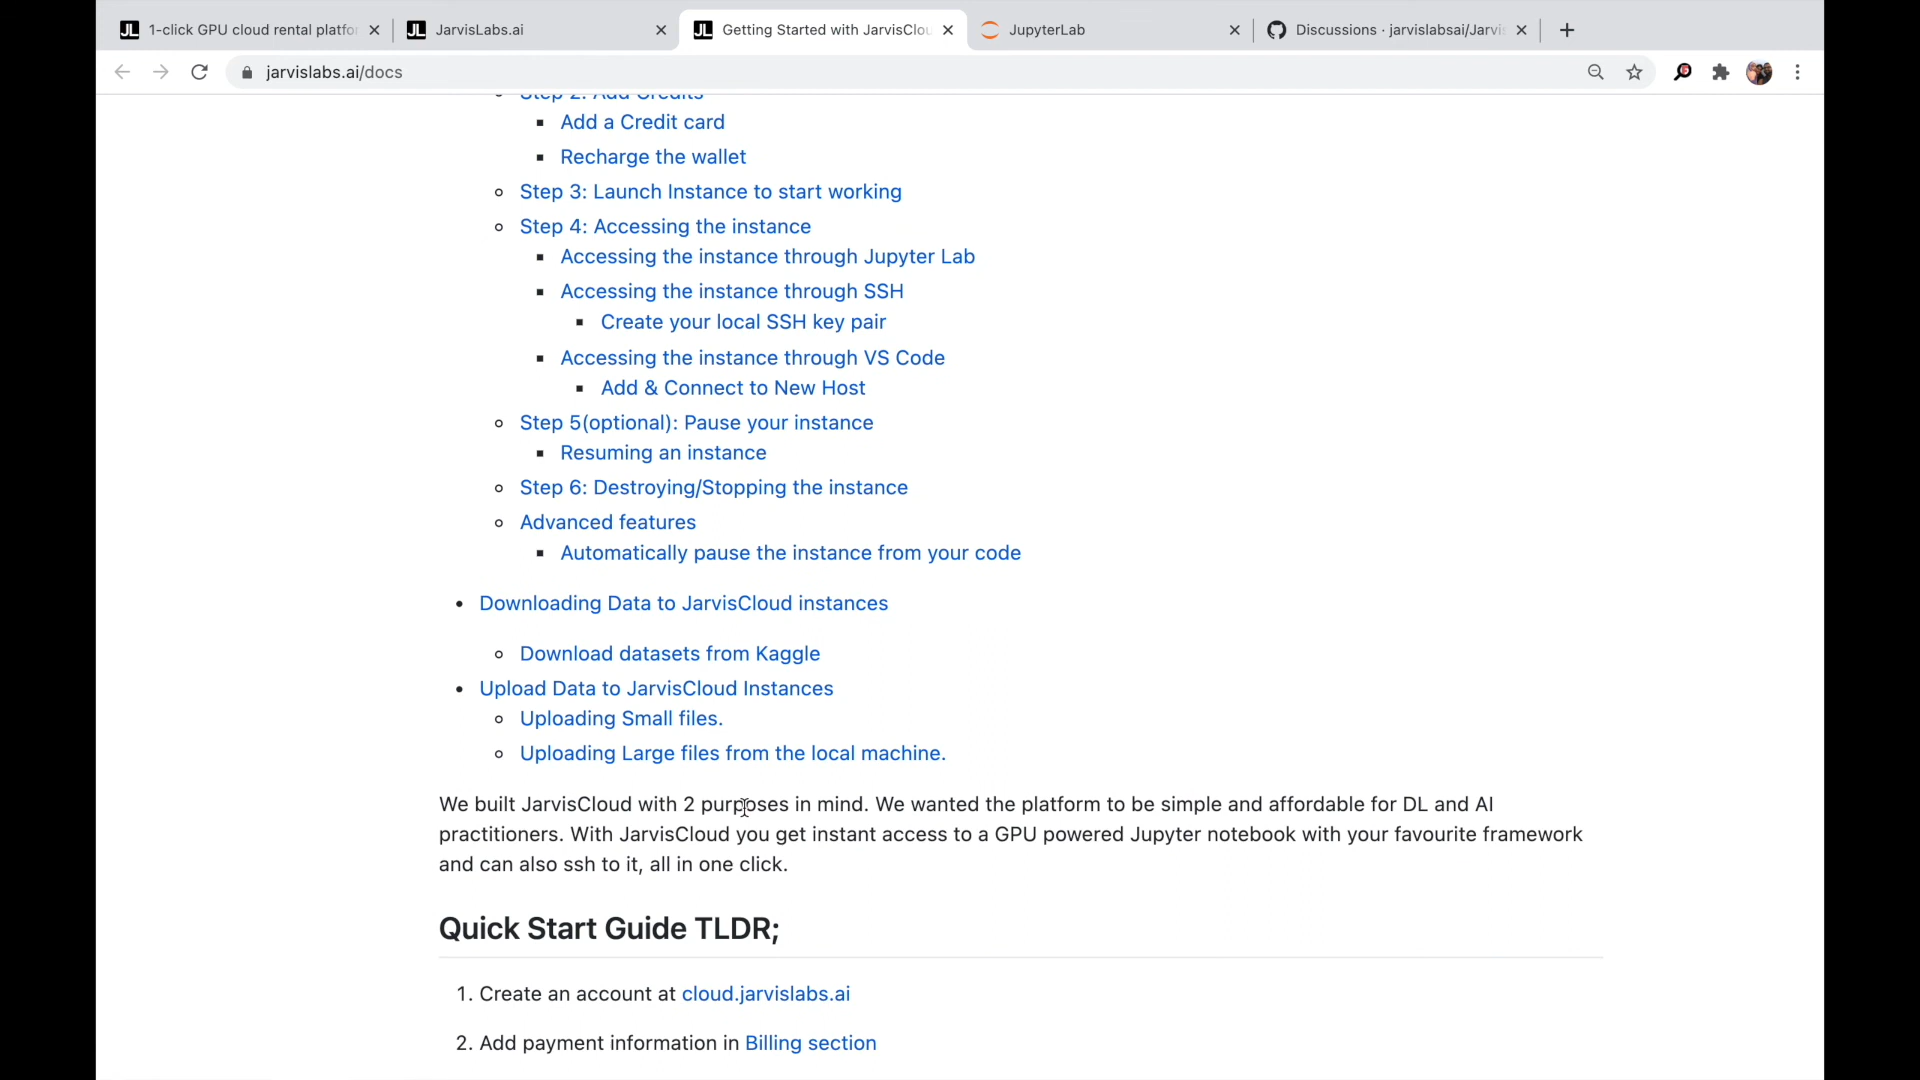 JL 1-click GPU cloud rental platfo
JL JarvisLabs.ai
JL Getting Started with JarvisClou
JupyterLab
Discussions · jarvislabsai/Jarvis
jarvislabs.ai/docs
Step 2: Add Credits
Add a Credit card
Recharge the wallet
Step 3: Launch Instance to start working
Step 4: Accessing the instance
Accessing the instance through Jupyter Lab
Accessing the instance through SSH
Create your local SSH key pair
Accessing the instance through VS Code
Add & Connect to New Host
Step 5(optional): Pause your instance
Resuming an instance
Step 6: Destroying/Stopping the instance
Advanced features
Automatically pause the instance from your code
Downloading Data to JarvisCloud instances
Download datasets from Kaggle
Upload Data to JarvisCloud Instances
Uploading Small files.
Uploading Large files from the local machine.
We built JarvisCloud with 2 purposes in mind. We wanted the platform to be simple and affordable for DL and AI
practitioners. With JarvisCloud you get instant access to a GPU powered Jupyter notebook with your favourite framework
and can also ssh to it, all in one click.
Quick Start Guide TLDR;
1. Create an account at cloud.jarvislabs.ai
2. Add payment information in Billing section